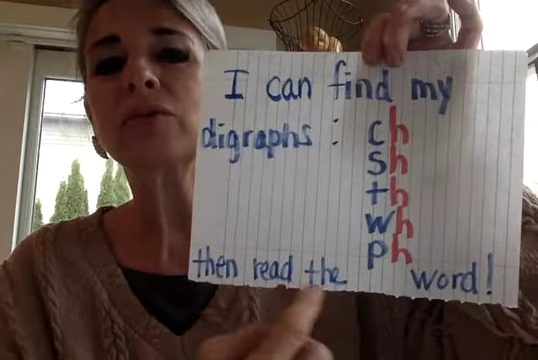 I can find my
digraphs : ch
sh
th
wh
ph
then read the word!